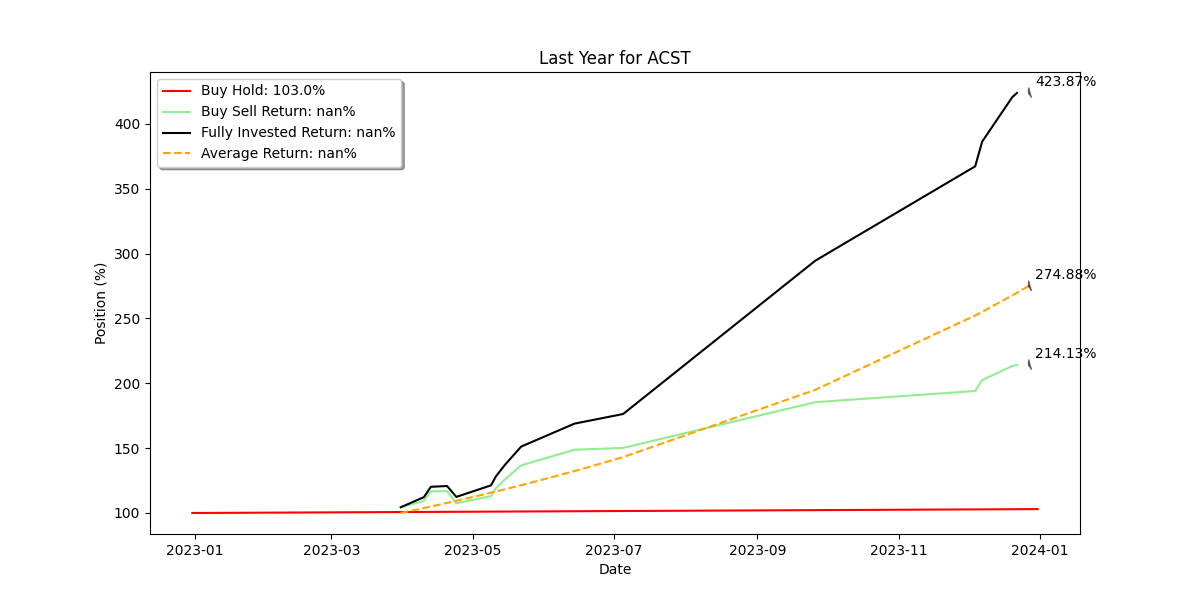 Last Year for ACST
Buy Hold: 103.0%
Buy Sell Return: nan%
Fully Invested Return: nan%
Average Return: nan%
423.87%
274.88%
214.13%
400
350
300
250
200
150
100
Position (%)
2023-01
2023-03
2023-05
2023-07
2023-09
2023-11
2024-01
Date